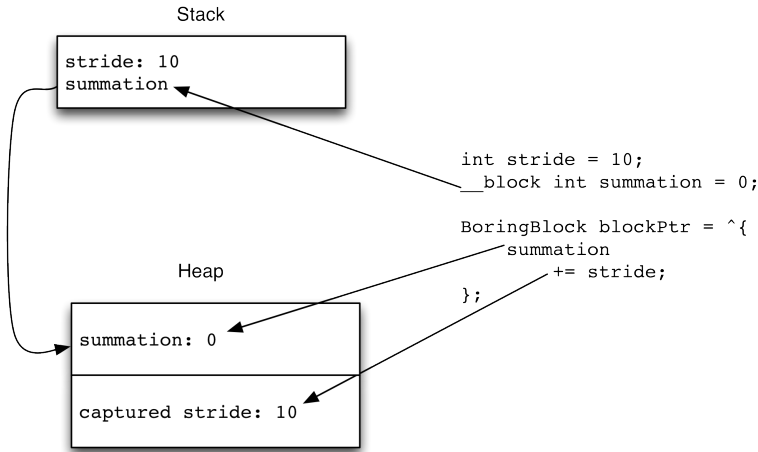 Stack
stride: 10
summation
int stride = 10;
__block int summation = 0;
BoringBlock blockPtr = ^{
summation
+= stride;
};
Heap
summation: 0
captured stride: 10